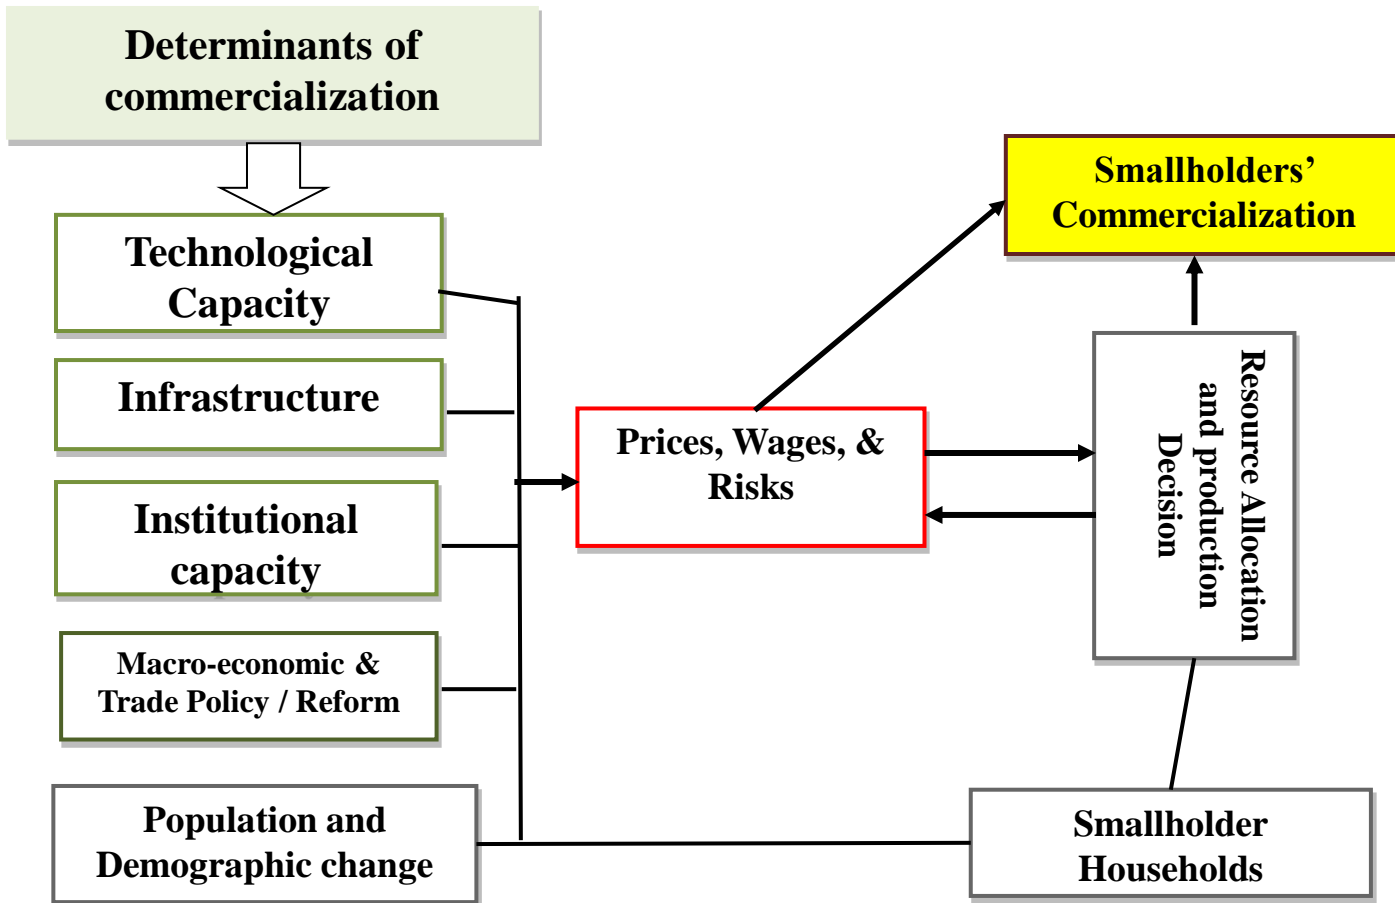 Determinants of
commercialization
Smallholders’
Commercialization
Technological
Capacity
Infrastructure
Prices, Wages, &
Risks
Resource Allocation
and production
Decision
Institutional
capacity
Macro-economic &
Trade Policy / Reform
Population and
Demographic change
Smallholder
Households